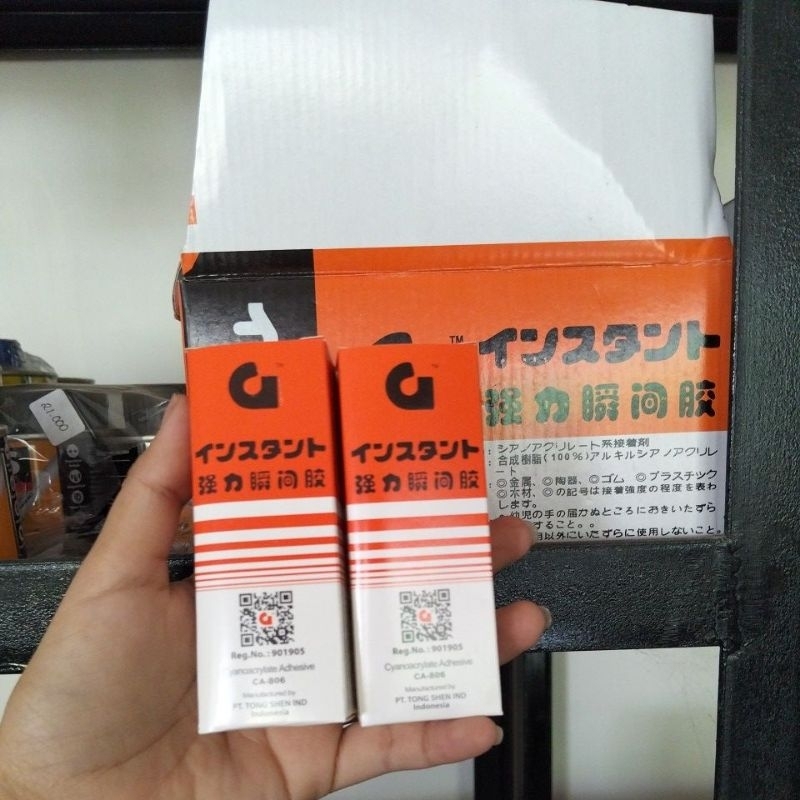 ™
インスタント
强力瞬间胶
:シアノアクリレート系接着剤
:合成樹脂(100%)アルキルシアノアクリレ
ート
:◎金属、◎陶器、◎ゴム ◎プラスチック
◎木材、◎の記号は接着強度の程度を表わ
します。
幼児の手の届かぬところにおきいたずら
すること。。
用以外にいたずらに使用しないこと。
21.000
G
インスタント
强力瞬间胶
Reg.No.:901905
Cyanoacrylate Adhesive
CA-806
Manufactured by
PT. TONG SHEN IND
Indonesia
G
インスタント
强力瞬间胶
Reg.No.:901905
Cyanoacrylate Adhesive
CA-806
Manufactured by
PT. TONG SHEN IND
Indonesia